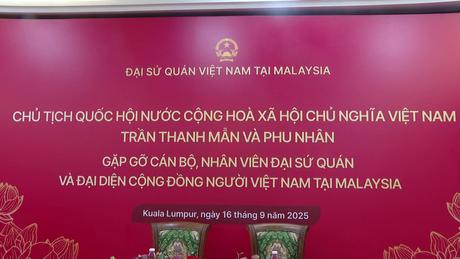 ĐẠI SỨ QUÁN VIỆT NAM TẠI MALAYSIA
CHỦ TỊCH QUỐC HỘI NƯỚC CỘNG HOÀ XÃ HỘI CHỦ NGHĨA VIỆT NAM
TRẦN THANH MẪN VÀ PHU NHÂN
GẶP GỠ CÁN BỘ, NHÂN VIÊN ĐẠI SỨ QUÁN
VÀ ĐẠI DIỆN CỘNG ĐỒNG NGƯỜI VIỆT NAM TẠI MALAYSIA
Kuala Lumpur, ngày 16 tháng 9 năm 2025